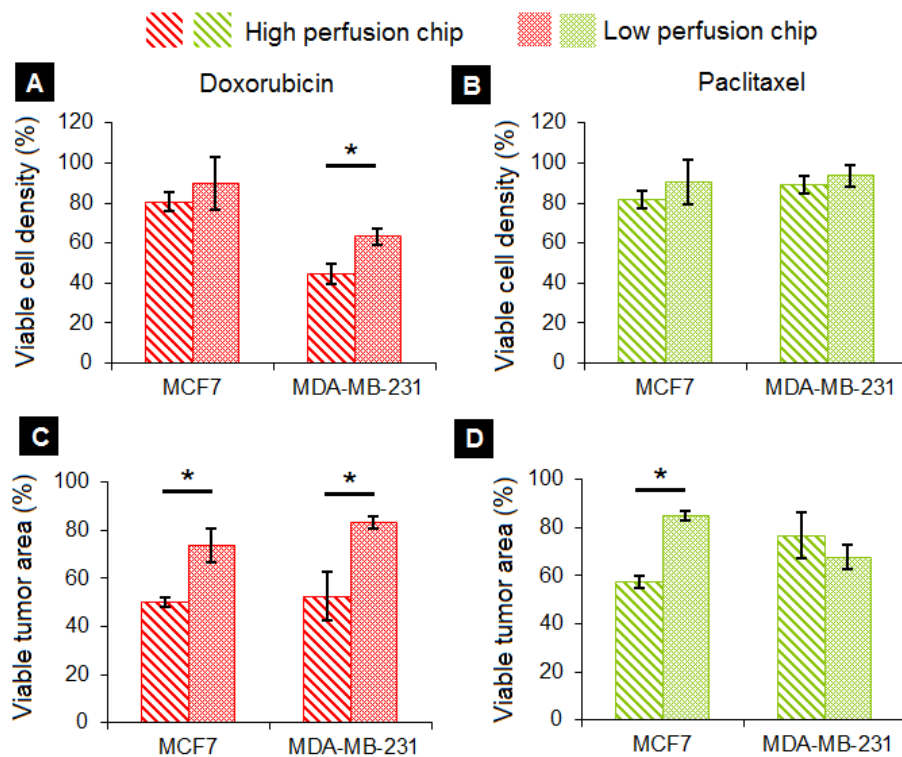 High perfusion chip Low perfusion chip
A Doxorubicin
B Paclitaxel
Viable cell density (%)
120
100
80
60
40
20
0
*
MCF7 MDA-MB-231
Viable cell density (%)
120
100
80
60
40
20
0
MCF7 MDA-MB-231
C
Viable tumor area (%)
100
80
60
40
20
0
* *
MCF7 MDA-MB-231
D
Viable tumor area (%)
100
80
60
40
20
0
*
MCF7 MDA-MB-231